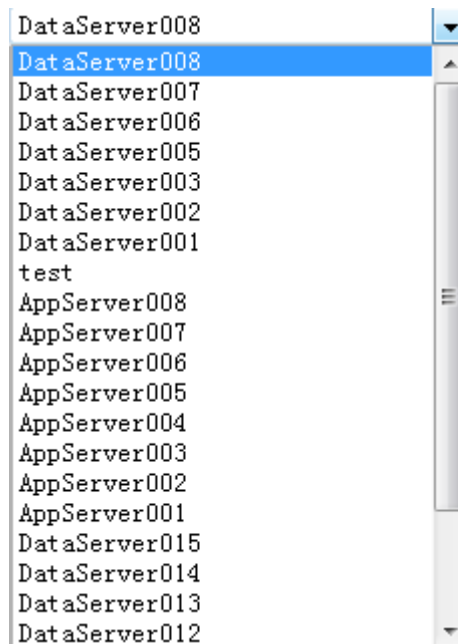 DataServer008
DataServer008
DataServer007
DataServer006
DataServer005
DataServer003
DataServer002
DataServer001
test
AppServer008
AppServer007
AppServer006
AppServer005
AppServer004
AppServer003
AppServer002
AppServer001
DataServer015
DataServer014
DataServer013
DataServer012